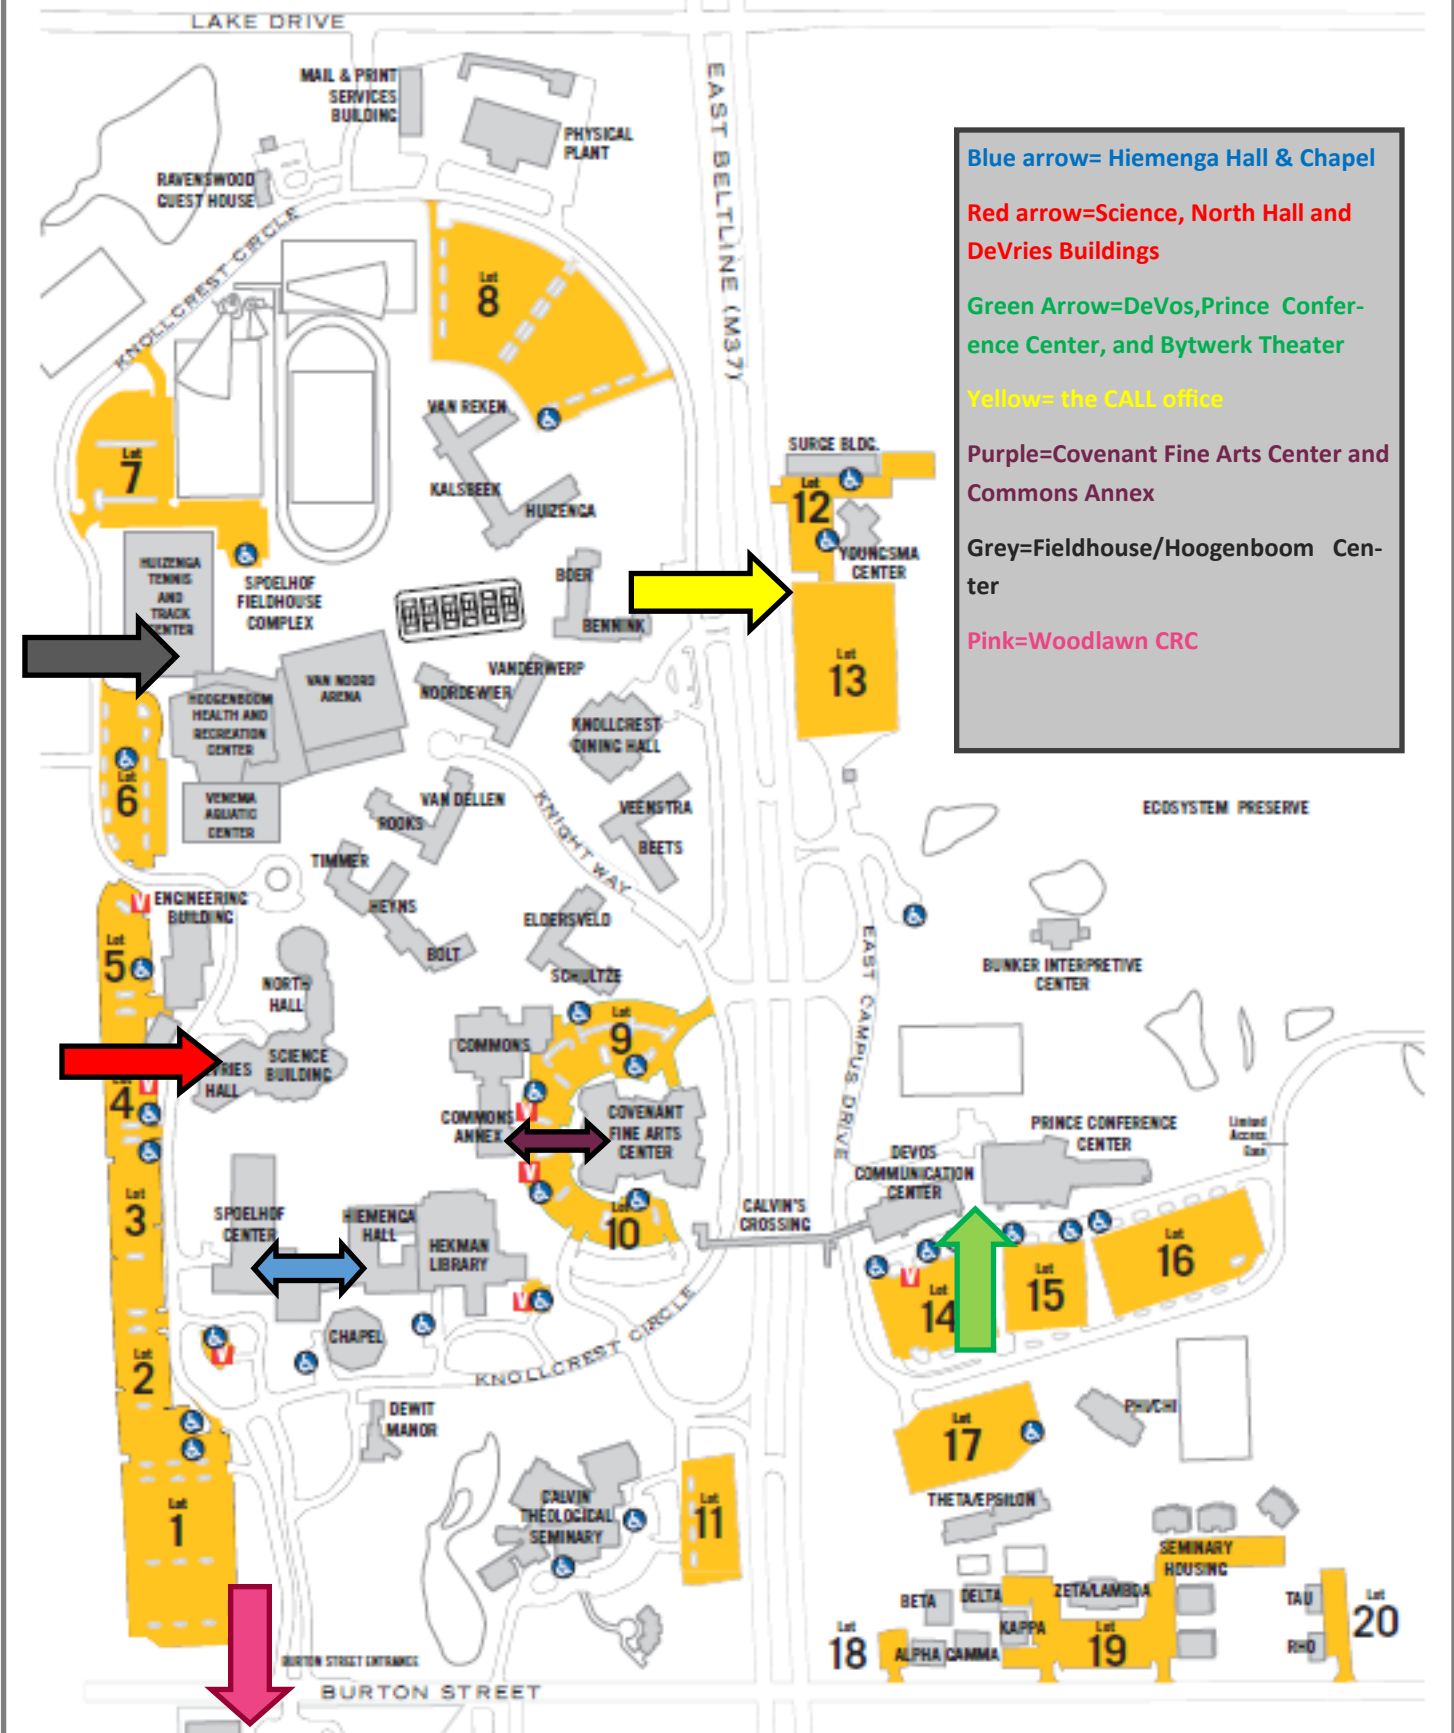 LAKE DRIVE
MAIL & PRINT
SERVICES
BUILDING
PHYSICAL
PLANT
RAVENSWOOD
GUEST HOUSE
KNOLLCREST CIRCLE
EAST BELTLINE (M37)
Blue arrow= Hiemenga Hall & Chapel
Red arrow=Science, North Hall and
DeVries Buildings
Green Arrow=DeVos,Prince Confer-
ence Center, and Bytwerk Theater
Yellow= the CALL office
Purple=Covenant Fine Arts Center and
Commons Annex
Grey=Fieldhouse/Hoogenboom Cen-
ter
Pink=Woodlawn CRC
Lot
8
Lot
7
VAN REKEN
KALSBEEK
HUIZENGA
SURGE BLDG.
Lot
12
YOUNGSMA
CENTER
HUIZENGA
TENNIS
AND
TRACK
CENTER
SPOELHOF
FIELDHOUSE
COMPLEX
BOER
BENNINK
Lot
13
VAN NOORD
ARENA
VANDERWERP
NOORDEWIER
HOOGENBOOM
HEALTH AND
RECREATION
CENTER
KNOLLCREST
DINING HALL
Lot
6
VENEMA
AQUATIC
CENTER
VAN DELLEN
ROOKS
KNIGHT WAY
VEENSTRA
BEETS
ECOSYSTEM PRESERVE
TIMMER
HEYNS
BOLT
V
ENGINEERING
BUILDING
ELDERSVELD
SCHULTZE
Lot
5
NORTH
HALL
EAST CAMPUS DRIVE
BUNKER INTERPRETIVE
CENTER
Lot
9
COMMONS
SCIENCE
BUILDING
VRIES
HALL
V
Lot
4
COMMONS
ANNEX
V
COVENANT
FINE ARTS
CENTER
V
PRINCE CONFERENCE
CENTER
Limited
Access
Gate
DEVOS
COMMUNICATION
CENTER
Lot
3
SPOELHOF
CENTER
HIEMENGA
HALL
HEKMAN
LIBRARY
Lot
10
CALVIN'S
CROSSING
Lot
16
Lot
15
V
Lot
14
V
CHAPEL
V
KNOLLCREST CIRCLE
Lot
2
DEWIT
MANOR
PHI/CHI
Lot
17
Lot
1
CALVIN
THEOLOGICAL
SEMINARY
Lot
11
THETA/EPSILON
SEMINARY
HOUSING
BETA
DELTA
ZETA/LAMBDA
TAU
Lot
20
KAPPA
Lot
18
ALPHA
GAMMA
Lot
19
RHO
BURTON STREET ENTRANCE
BURTON STREET